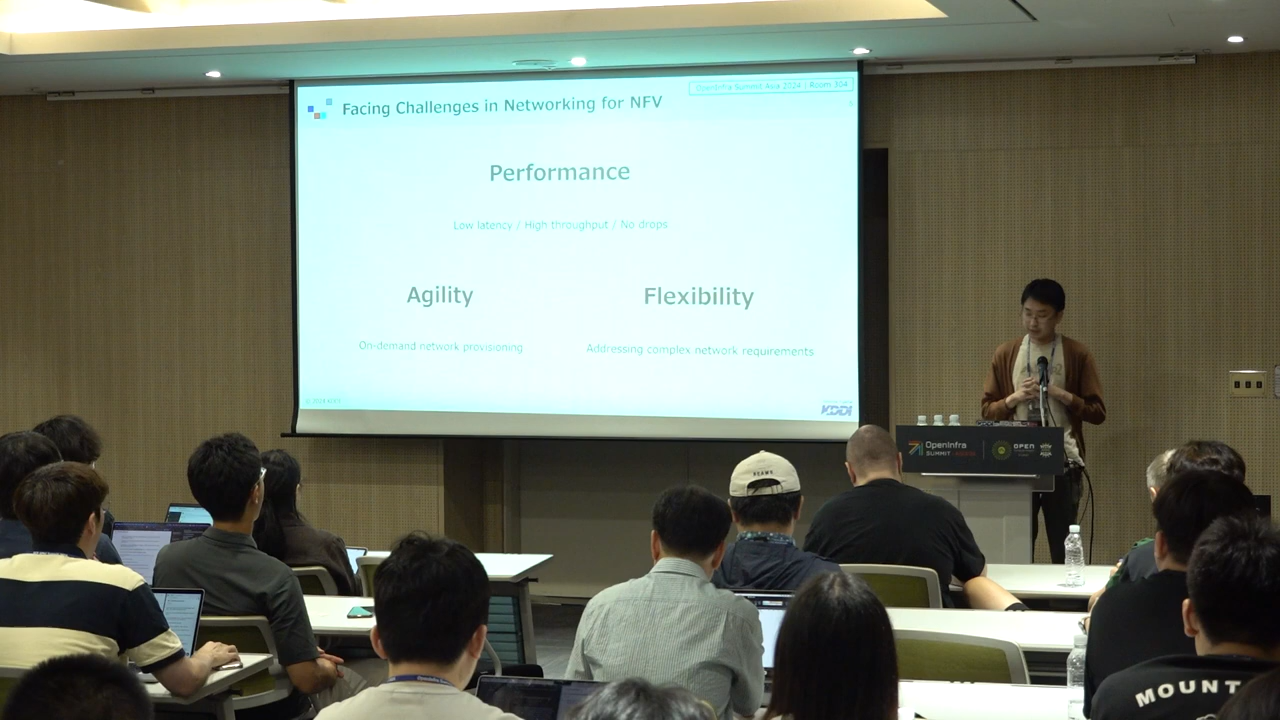 OpenInfra Summit Asia 2024 | Room 304
Facing Challenges in Networking for NFV
Performance
Low latency / High throughput / No drops
Agility
Flexibility
On-demand network provisioning
Addressing complex network requirements
KDDI
OpenInfra
SUMMIT
OPEN
MOUNT